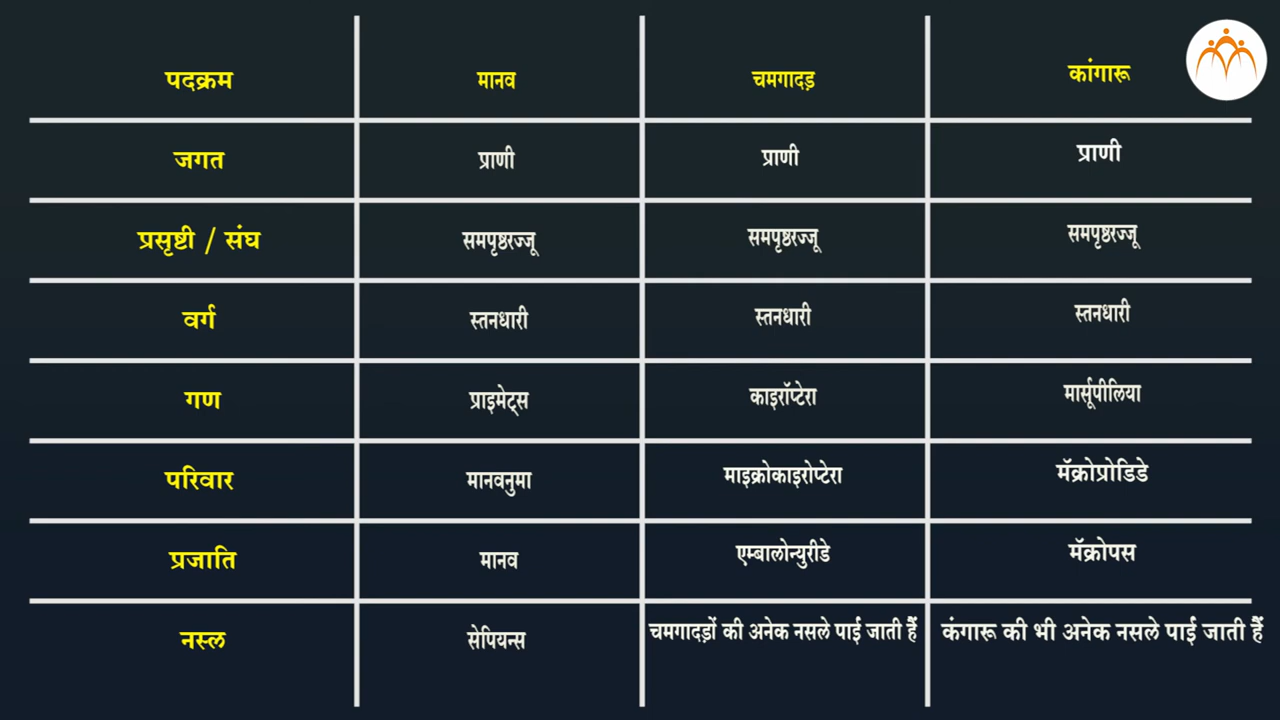 पदक्रम मानव चमगादड़ कांगारू
जगत प्राणी प्राणी प्राणी
प्रसृष्टी / संघ समपृष्ठरज्जू समपृष्ठरज्जू समपृष्ठरज्जू
वर्ग स्तनधारी स्तनधारी स्तनधारी
गण प्राइमेट्स काइरॉप्टेरा मार्सूपीलिया
परिवार मानवनुमा माइक्रोकाइरोप्टेरा मॅक्रोप्रोडिडे
प्रजाति मानव एम्बालोन्युरीडे मॅक्रोपस
नस्ल सेपियन्स चमगादड़ों की अनेक नसले पाई जाती हैं कंगारू की भी अनेक नसले पाई जाती हैं